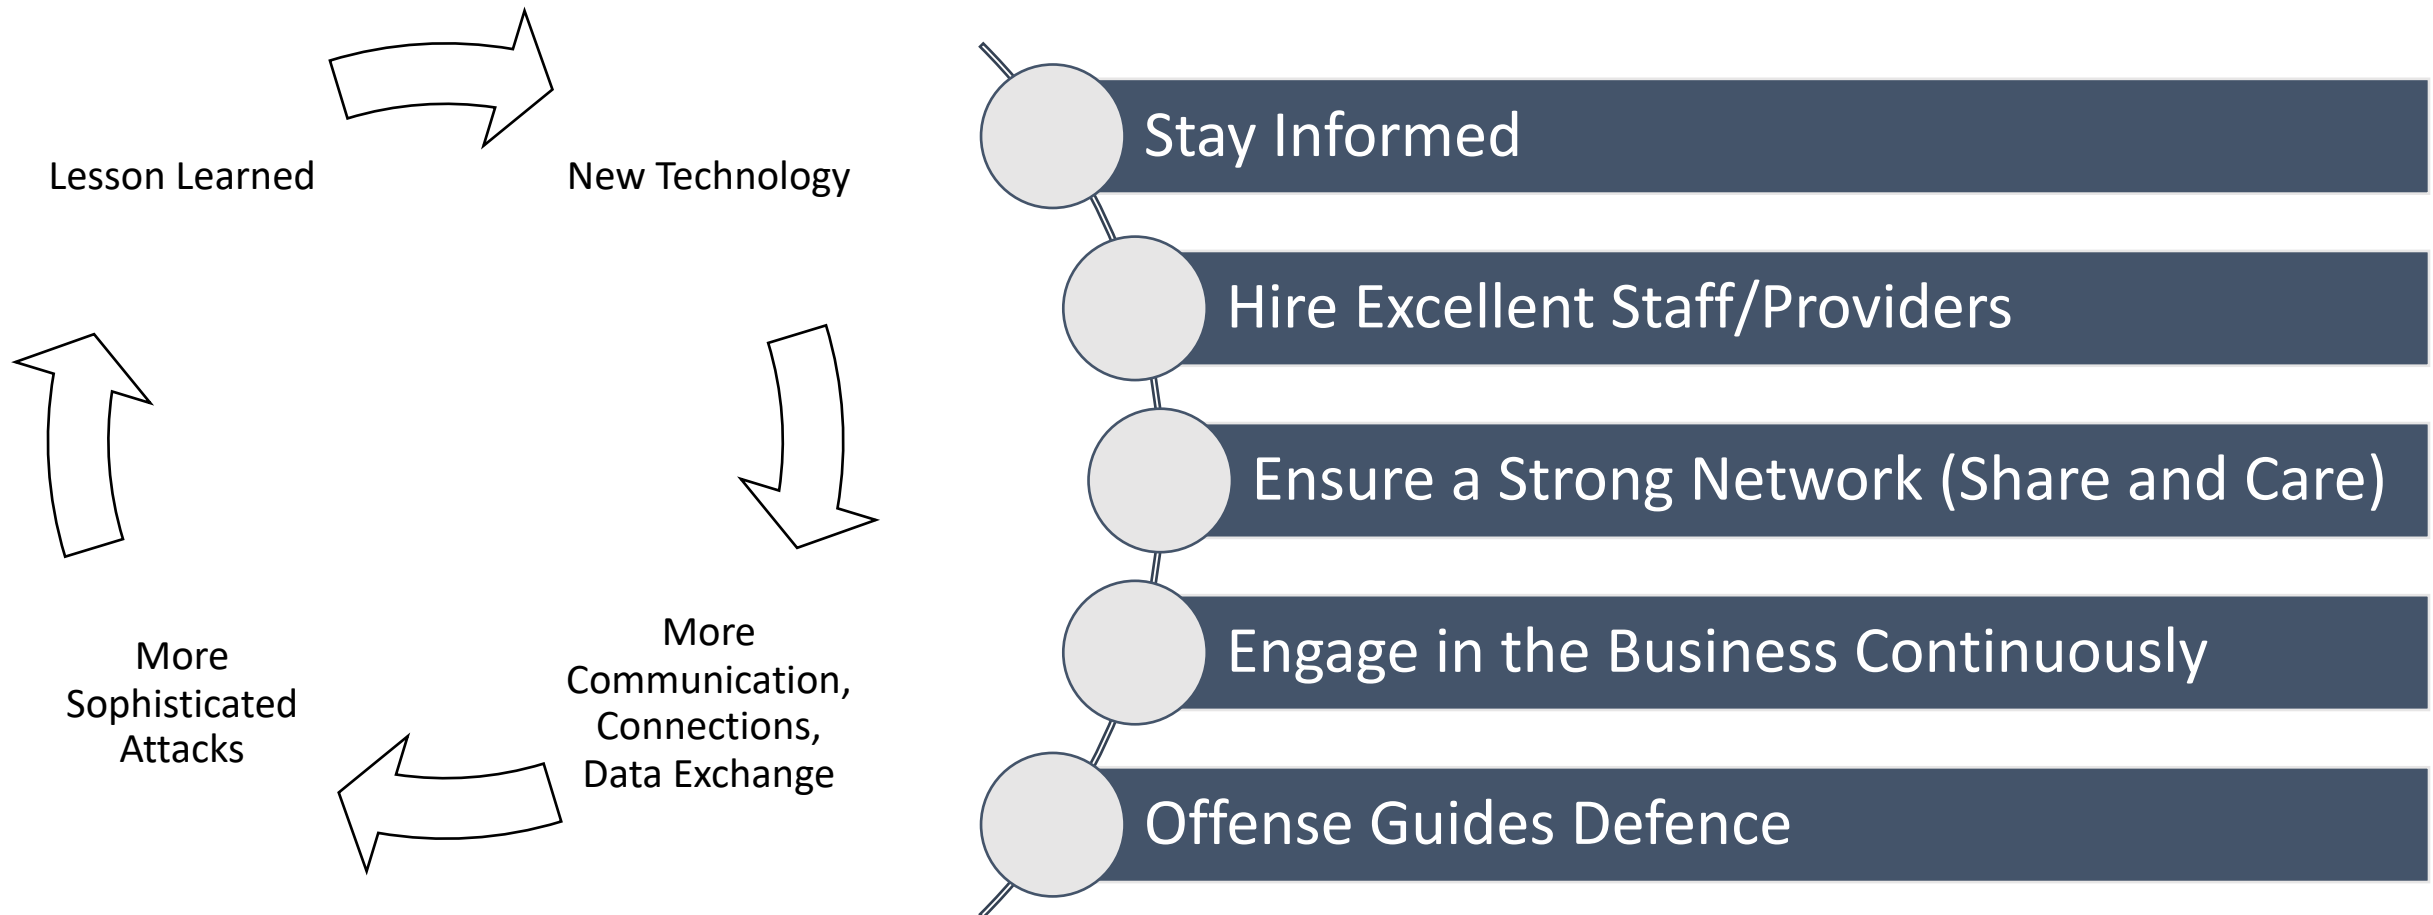 Lesson Learned
New Technology
More
Communication,
Connections,
Data Exchange
More
Sophisticated
Attacks
Stay Informed
Hire Excellent Staff/Providers
Ensure a Strong Network (Share and Care)
Engage in the Business Continuously
Offense Guides Defence